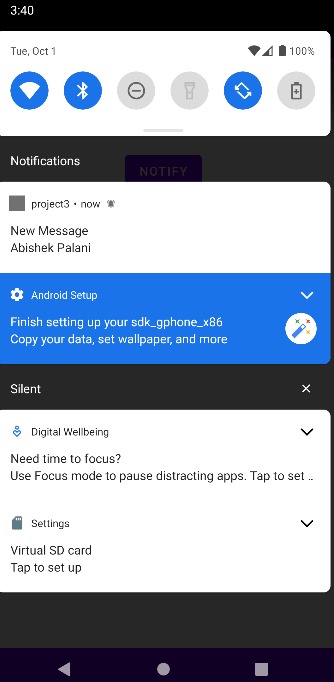 3:40
Tue, Oct 1 100%
Notifications
NOTIFY
project3 • now
New Message
Abishek Palani
Android Setup
Finish setting up your sdk_gphone_x86
Copy your data, set wallpaper, and more
Silent
Digital Wellbeing
Need time to focus?
Use Focus mode to pause distracting apps. Tap to set ..
Settings
Virtual SD card
Tap to set up